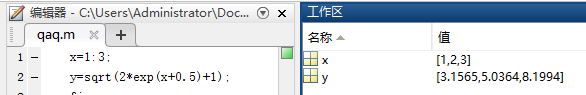 编辑器 - C:\Users\Administrator\Doc...
qaq.m
1 - x=1:3;
2 - y=sqrt(2*exp(x+0.5)+1);
工作区
名称 值
x [1,2,3]
y [3.1565,5.0364,8.1994]